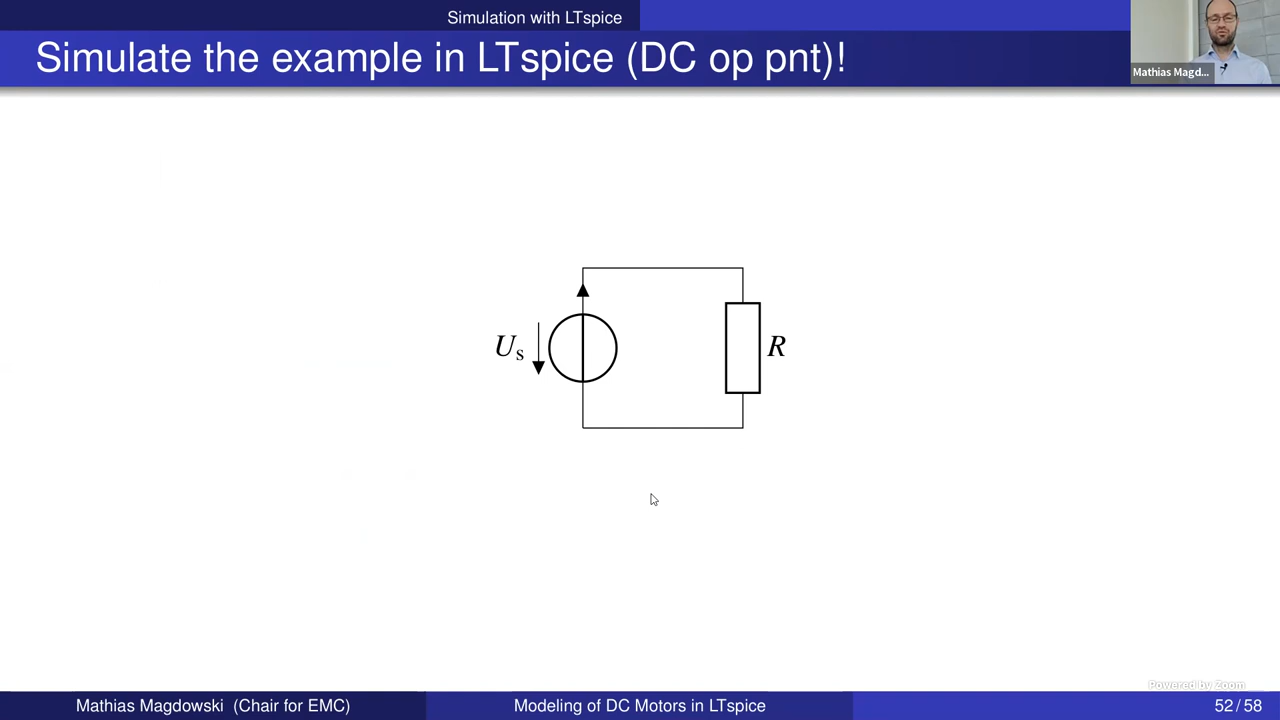 Simulation with LTspice
Simulate the example in LTspice (DC op pnt)!
Mathias Magd...
Us
R
Powered by Zoom
Mathias Magdowski (Chair for EMC)
Modeling of DC Motors in LTspice
52 / 58